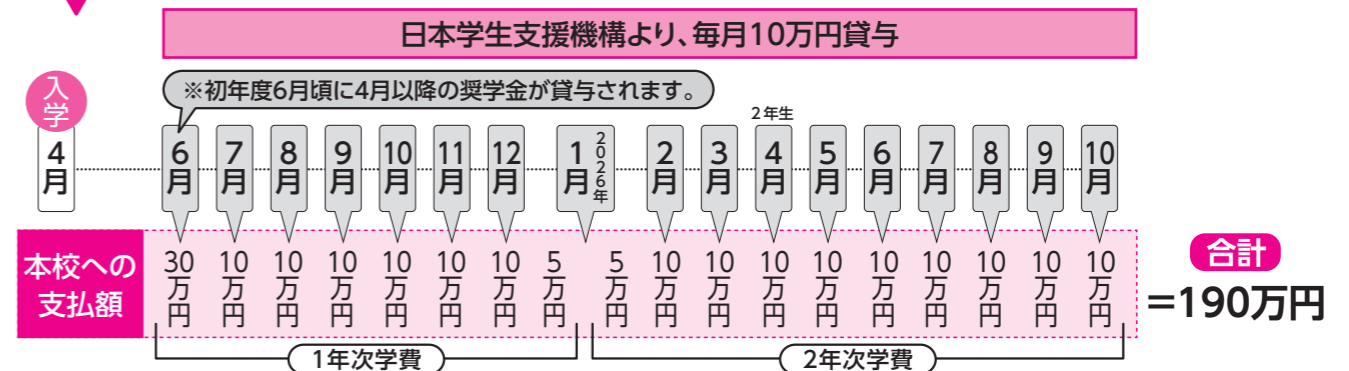 日本学生支援機構より、毎月10万円貸与
入学
※初年度6月頃に4月以降の奨学金が貸与されます。
2年生
4月
6月
7月
8月
9月
10月
11月
12月
1月
2026年
2月
3月
4月
5月
6月
7月
8月
9月
10月
本校への
支払額
30万円
10万円
10万円
10万円
10万円
10万円
10万円
5万円
5万円
10万円
10万円
10万円
10万円
10万円
10万円
10万円
10万円
10万円
合計
=190万円
1年次学費
2年次学費